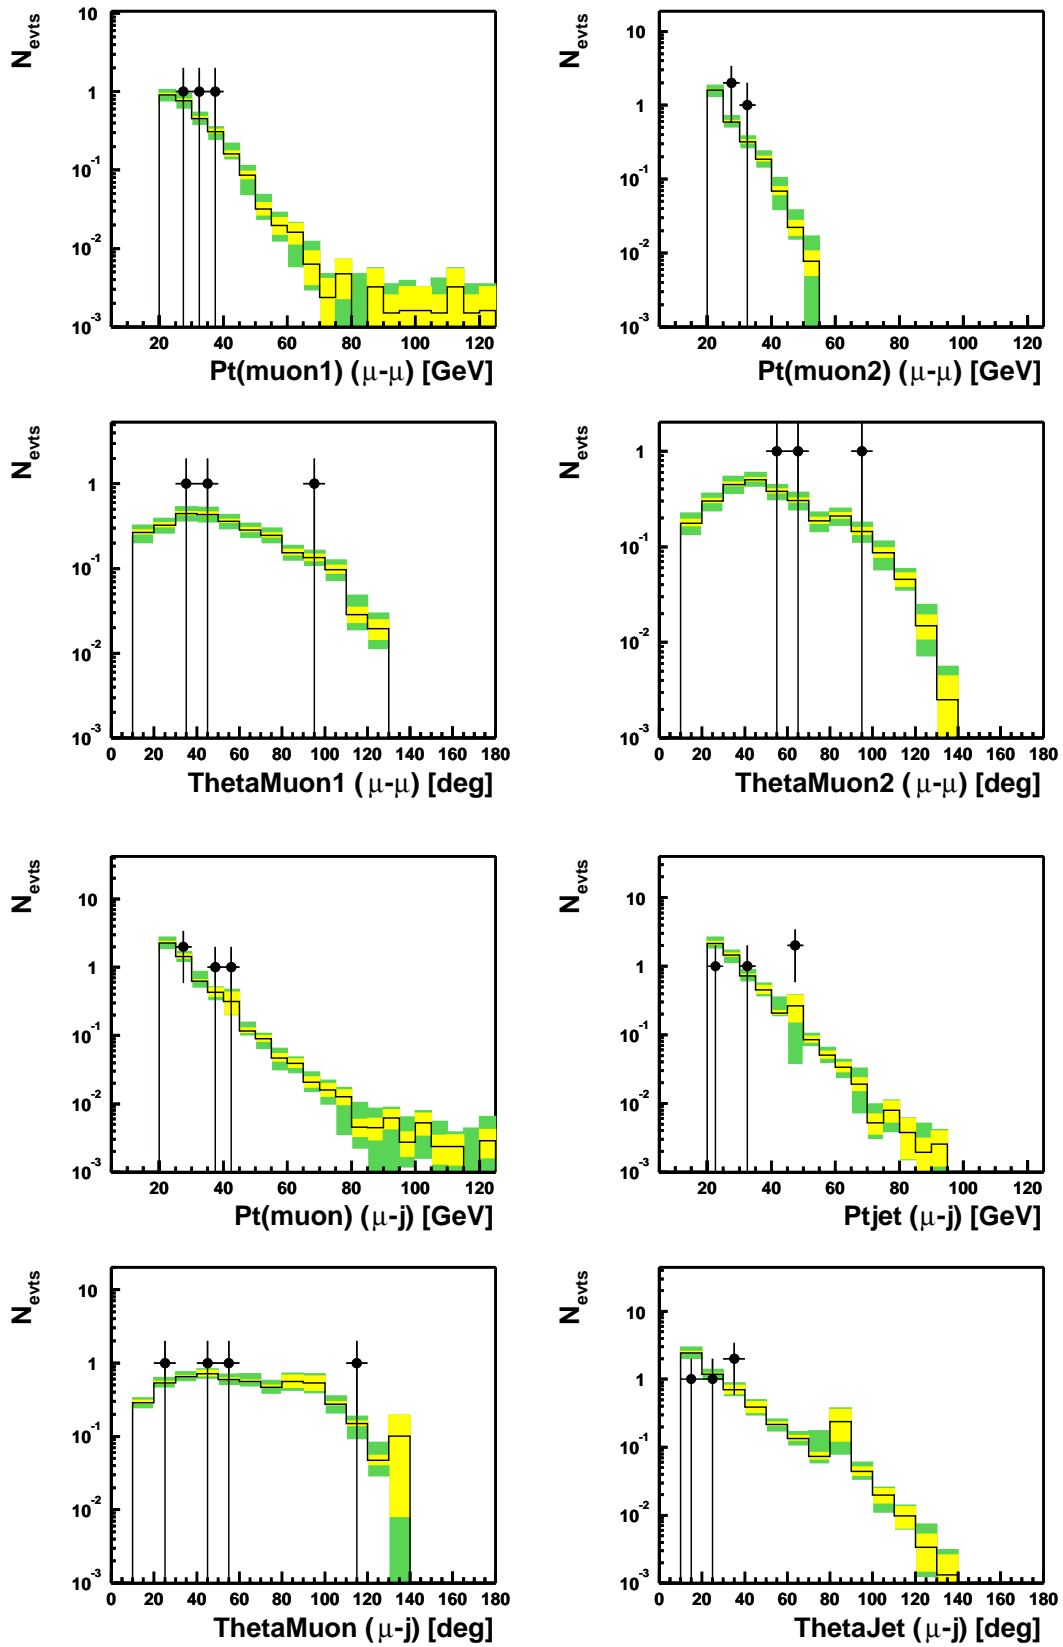 N_evts
10
1
10^-1
10^-2
10^-3
20 40 60 80 100 120
Pt(muon1) (μ-μ) [GeV]
N_evts
10
1
10^-1
10^-2
10^-3
20 40 60 80 100 120
Pt(muon2) (μ-μ) [GeV]
N_evts
1
10^-1
10^-2
10^-3
0 20 40 60 80 100 120 140 160 180
ThetaMuon1 (μ-μ) [deg]
N_evts
1
10^-1
10^-2
10^-3
0 20 40 60 80 100 120 140 160 180
ThetaMuon2 (μ-μ) [deg]
N_evts
10
1
10^-1
10^-2
10^-3
20 40 60 80 100 120
Pt(muon) (μ-j) [GeV]
N_evts
10
1
10^-1
10^-2
10^-3
20 40 60 80 100 120
Ptjet (μ-j) [GeV]
N_evts
10
1
10^-1
10^-2
10^-3
0 20 40 60 80 100 120 140 160 180
ThetaMuon (μ-j) [deg]
N_evts
10
1
10^-1
10^-2
10^-3
0 20 40 60 80 100 120 140 160 180
ThetaJet (μ-j) [deg]